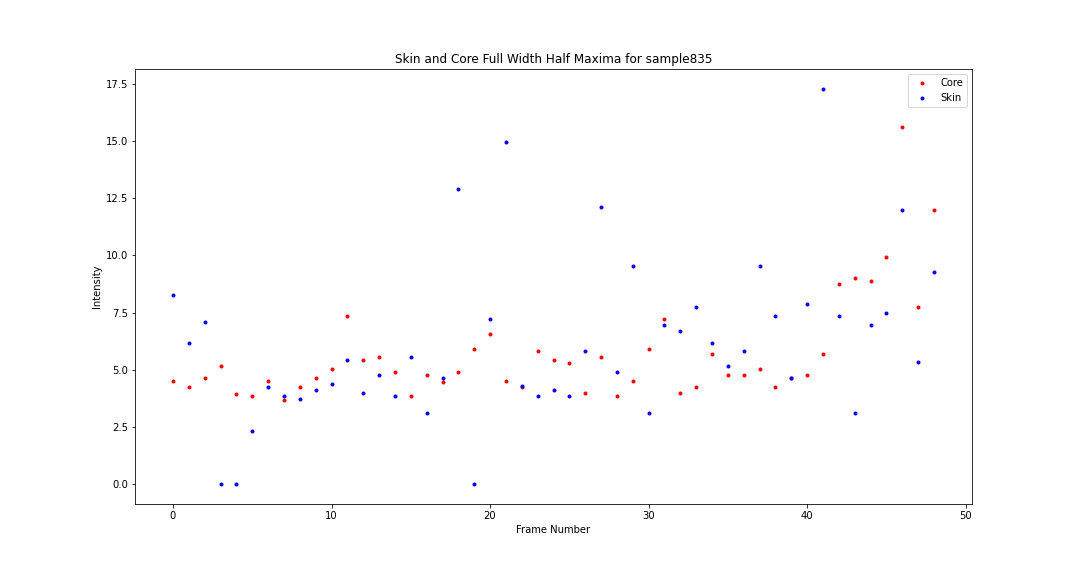 Skin and Core Full Width Half Maxima for sample835
17.5
15.0
12.5
10.0
7.5
5.0
2.5
0.0
Intensity
Core
Skin
0 10 20 30 40 50
Frame Number